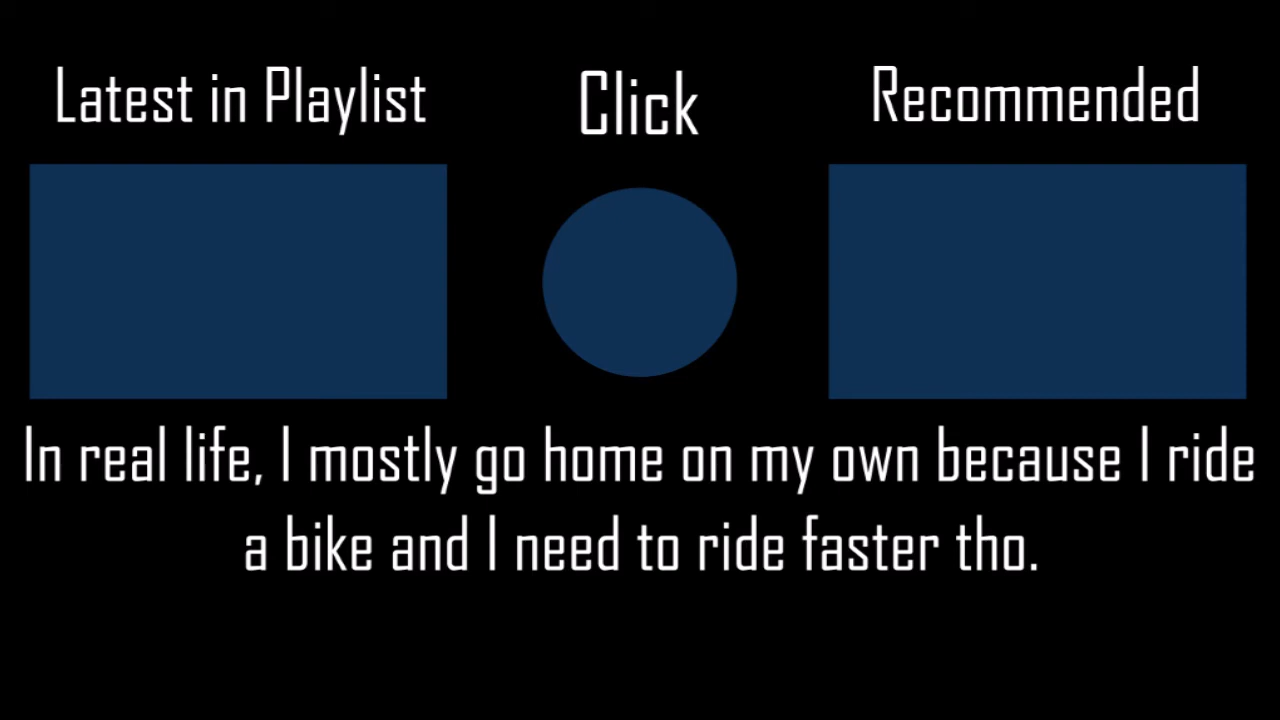 Latest in Playlist
Click
Recommended
In real life, I mostly go home on my own because I ride
a bike and I need to ride faster tho.